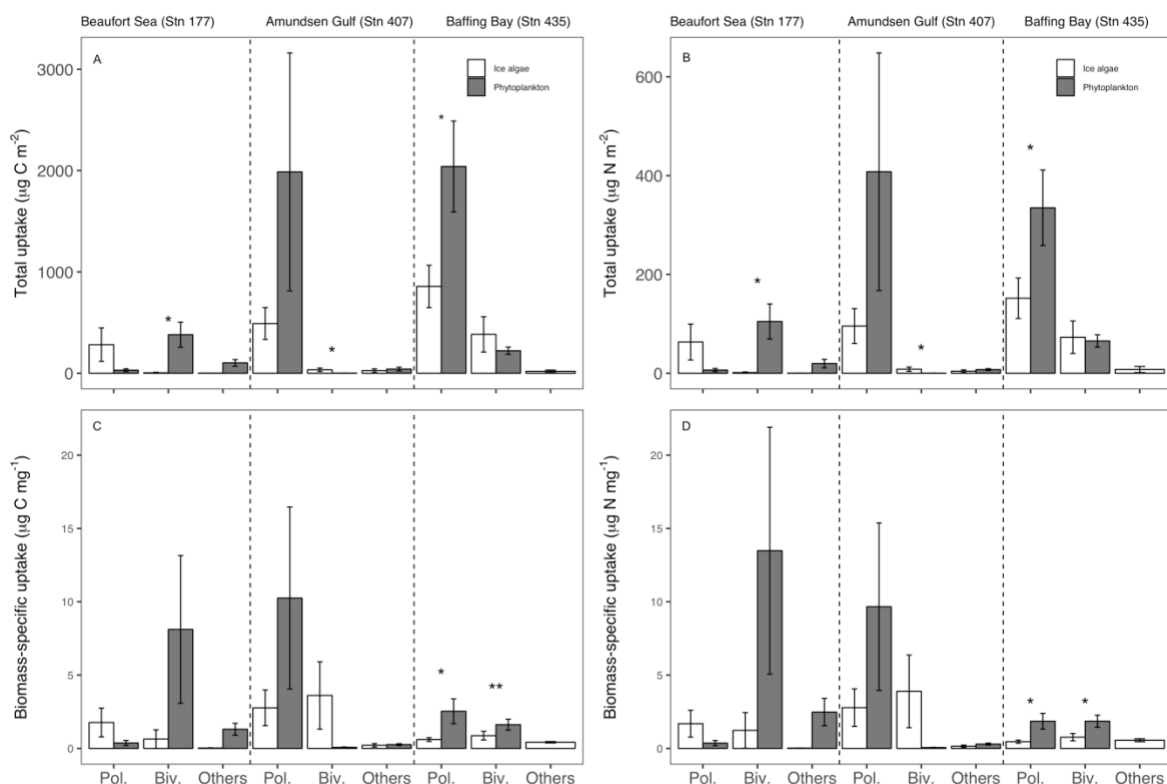 Beaufort Sea (Stn 177) Amundsen Gulf (Stn 407) Baffing Bay (Stn 435)
A
Ice algae
Phytoplankton
3000
2000
1000
0
Total uptake (μg C m⁻²)
*
*
*
Beaufort Sea (Stn 177) Amundsen Gulf (Stn 407) Baffing Bay (Stn 435)
B
Ice algae
Phytoplankton
600
400
200
0
Total uptake (μg N m⁻²)
*
*
*
C
20
15
10
5
0
Biomass-specific uptake (μg C mg⁻¹)
*
**
Pol. Biv. Others Pol. Biv. Others Pol. Biv. Others
D
20
15
10
5
0
Biomass-specific uptake (μg N mg⁻¹)
*
*
Pol. Biv. Others Pol. Biv. Others Pol. Biv. Others